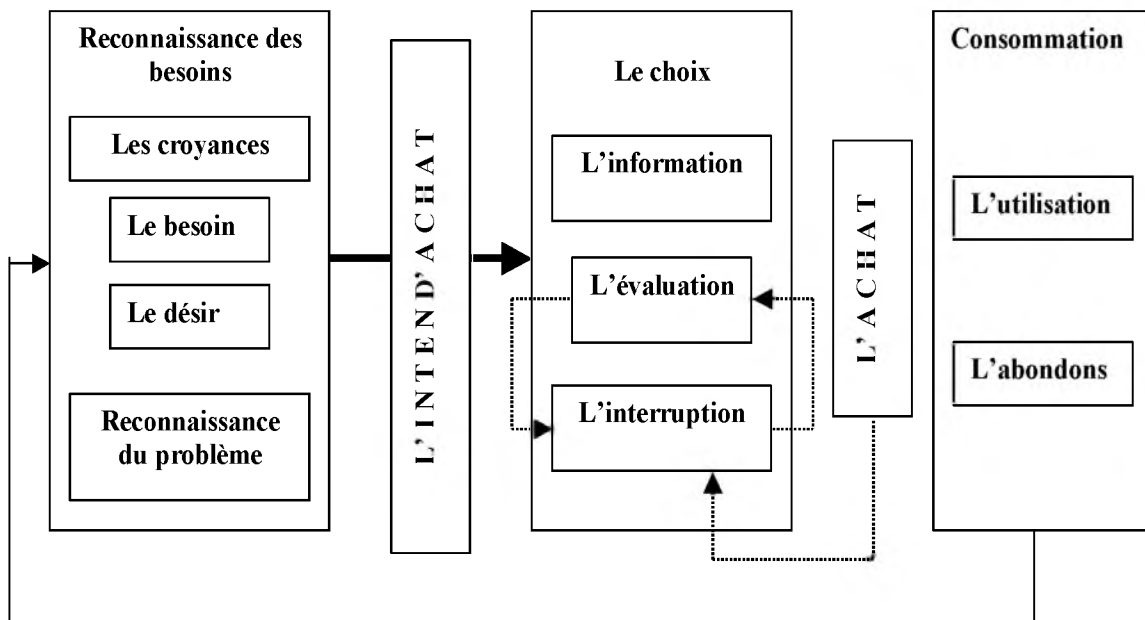 Reconnaissance des
besoins
Les croyances
Le besoin
Le désir
Reconnaissance
du problème
L'INTEND'ACHAT
Le choix
L'information
L'évaluation
L'interruption
L'ACHAT
Consommation
L'utilisation
L'abondons